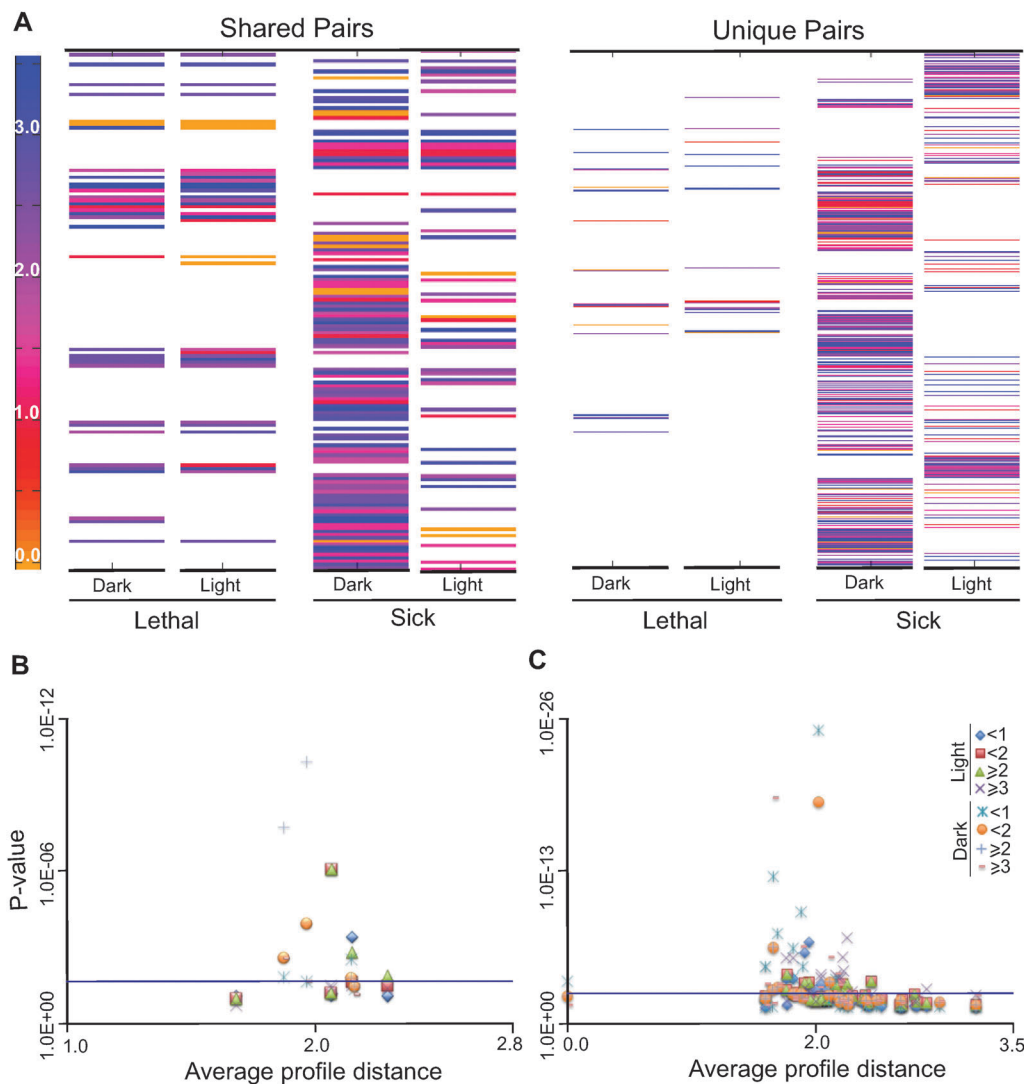 A
Shared Pairs
Unique Pairs
3.0
2.0
1.0
0.0
Dark Light Dark Light
Lethal Sick
Dark Light Dark Light
Lethal Sick
B
P-value
1.0E-12
1.0E-06
1.0E+00
1.0 2.0 2.8
Average profile distance
C
1.0E-26
1.0E-13
1.0E+00
0.0 2.0 3.5
Average profile distance
Light
<1
<2
⩾2
⩾3
Dark
<1
<2
⩾2
⩾3